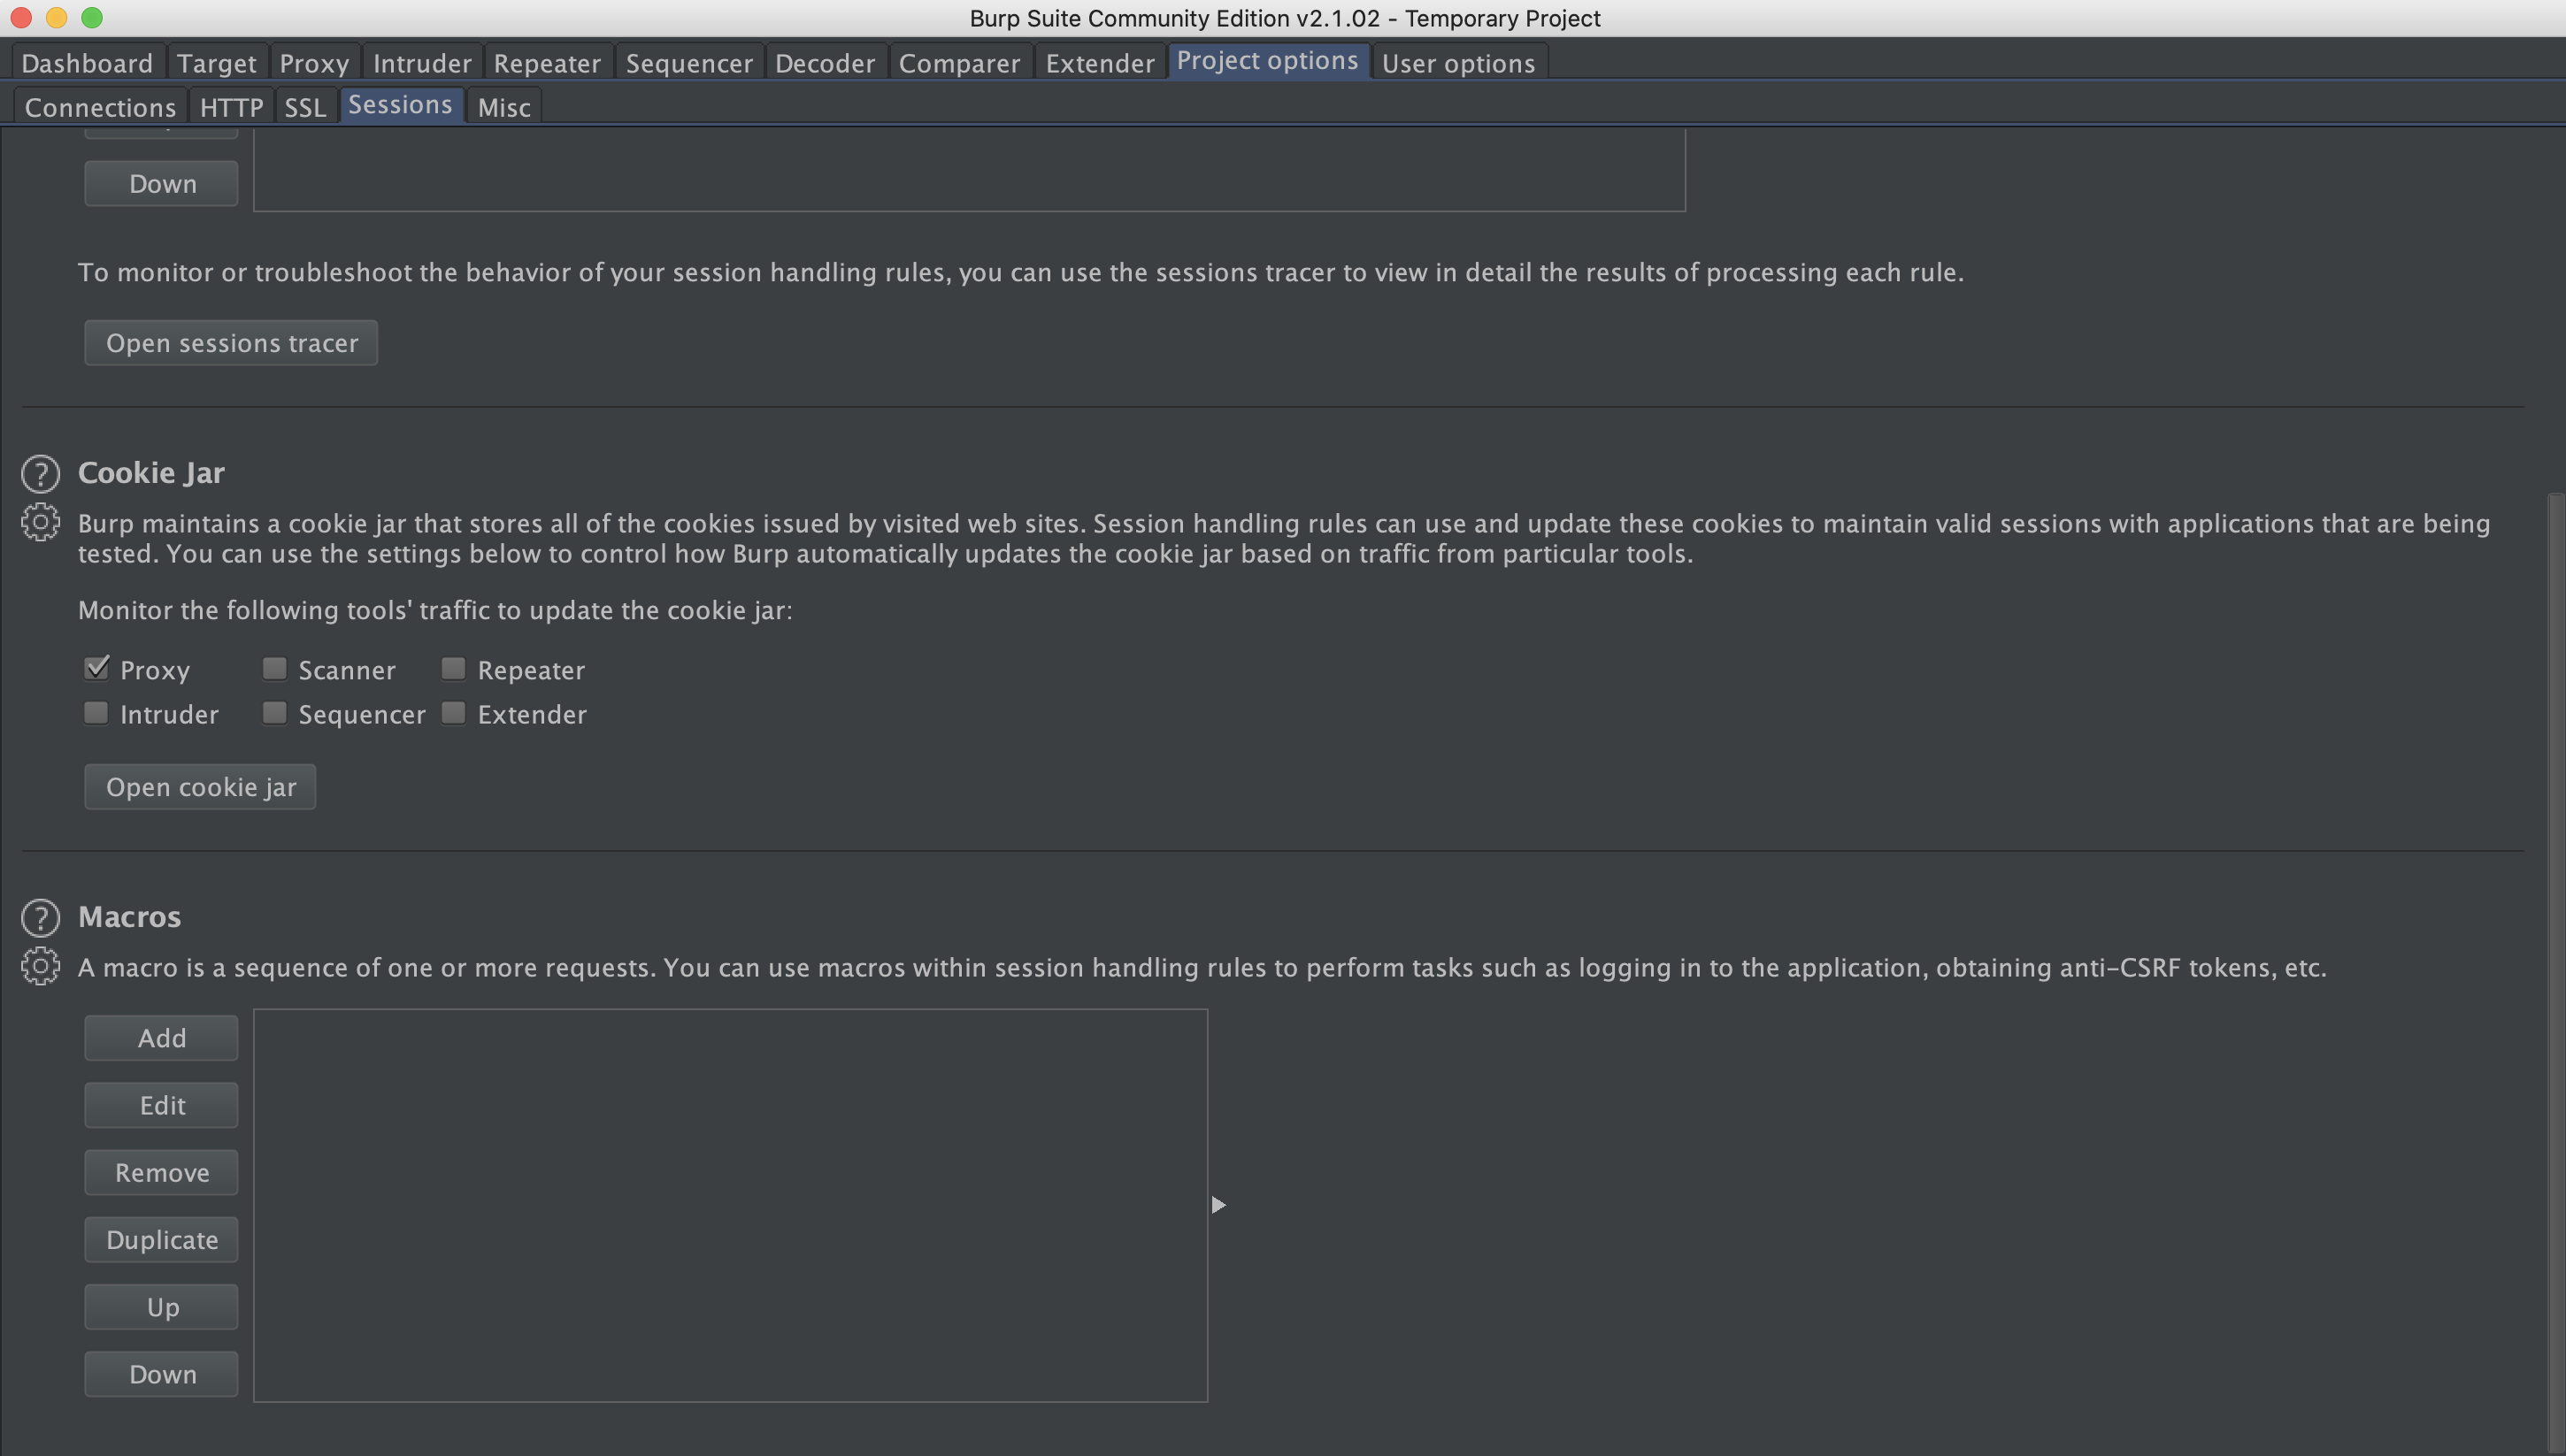 Burp Suite Community Edition v2.1.02 - Temporary Project
Dashboard Target Proxy Intruder Repeater Sequencer Decoder Comparer Extender Project options User options
Connections HTTP SSL Sessions Misc
Down
To monitor or troubleshoot the behavior of your session handling rules, you can use the sessions tracer to view in detail the results of processing each rule.
Open sessions tracer
? Cookie Jar
Burp maintains a cookie jar that stores all of the cookies issued by visited web sites. Session handling rules can use and update these cookies to maintain valid sessions with applications that are being
tested. You can use the settings below to control how Burp automatically updates the cookie jar based on traffic from particular tools.
Monitor the following tools' traffic to update the cookie jar:
Proxy Scanner Repeater
Intruder Sequencer Extender
Open cookie jar
? Macros
A macro is a sequence of one or more requests. You can use macros within session handling rules to perform tasks such as logging in to the application, obtaining anti-CSRF tokens, etc.
Add
Edit
Remove
Duplicate
Up
Down